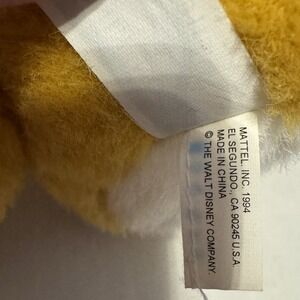 MATTEL, INC. 1994
EL SEGUNDO, CA 90245 U.S.A.
MADE IN CHINA
© THE WALT DISNEY COMPANY.